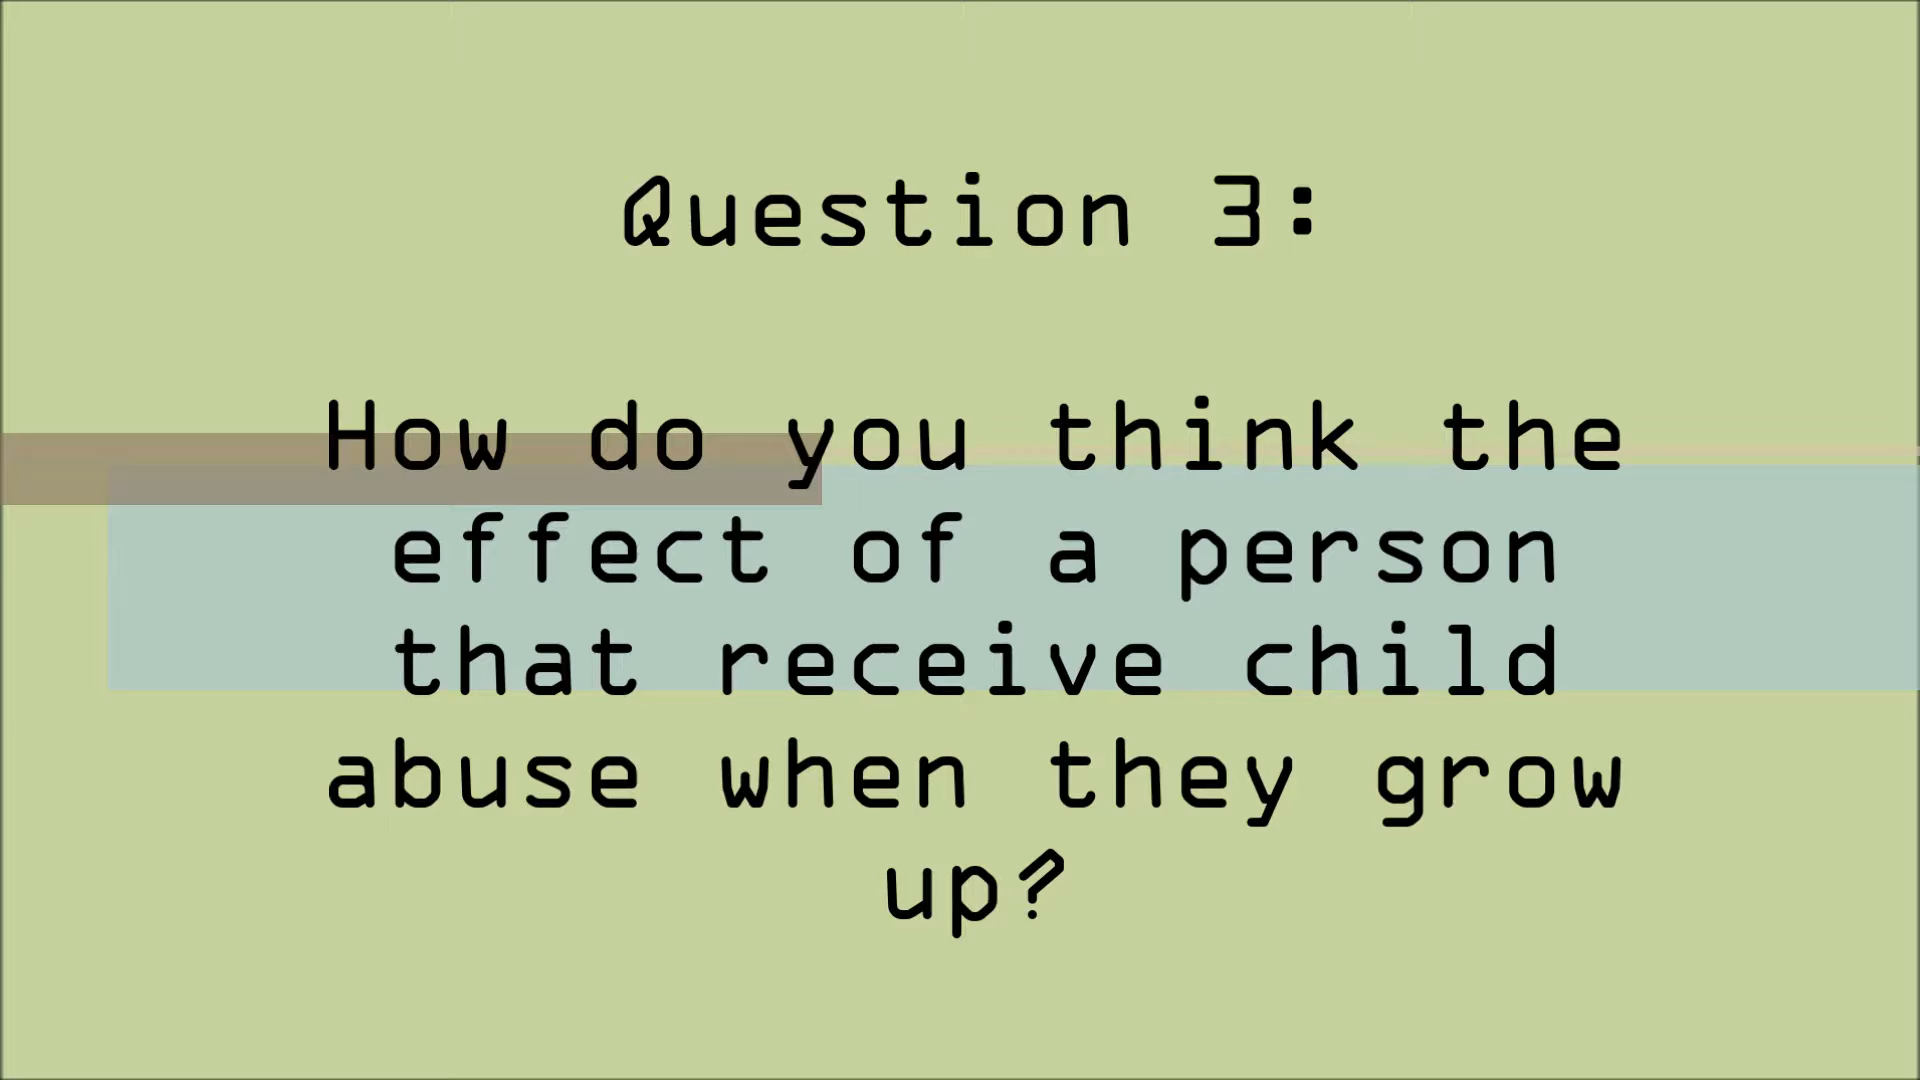 Question 3:
How do you think the
effect of a person
that receive child
abuse when they grow
up?